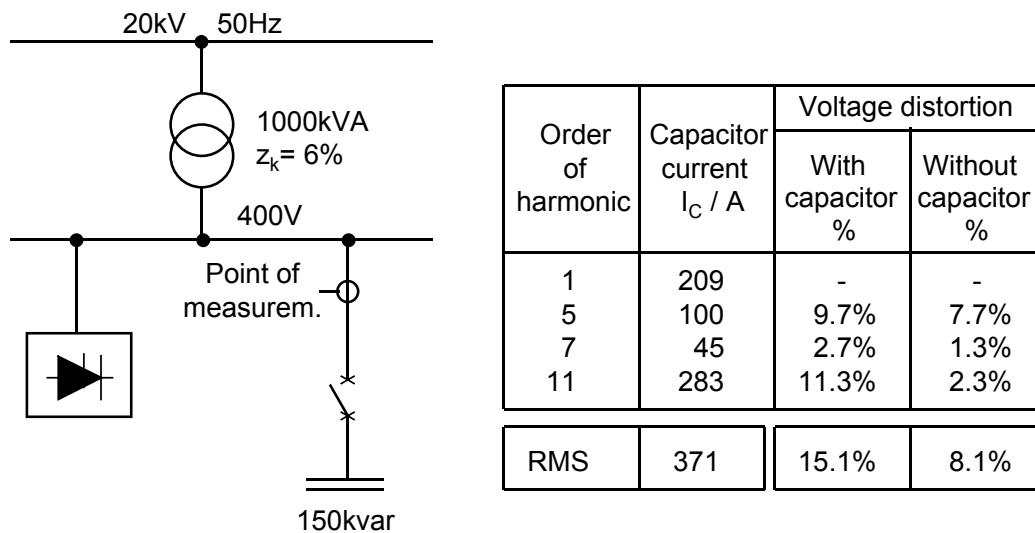 20kV 50Hz
1000kVA
zk= 6%
400V
Point of
measurem.
150kvar
Order
of
harmonic
Capacitor
current
IC / A
Voltage distortion
With
capacitor
%
Without
capacitor
%
1 209 - -
5 100 9.7% 7.7%
7 45 2.7% 1.3%
11 283 11.3% 2.3%
RMS 371 15.1% 8.1%